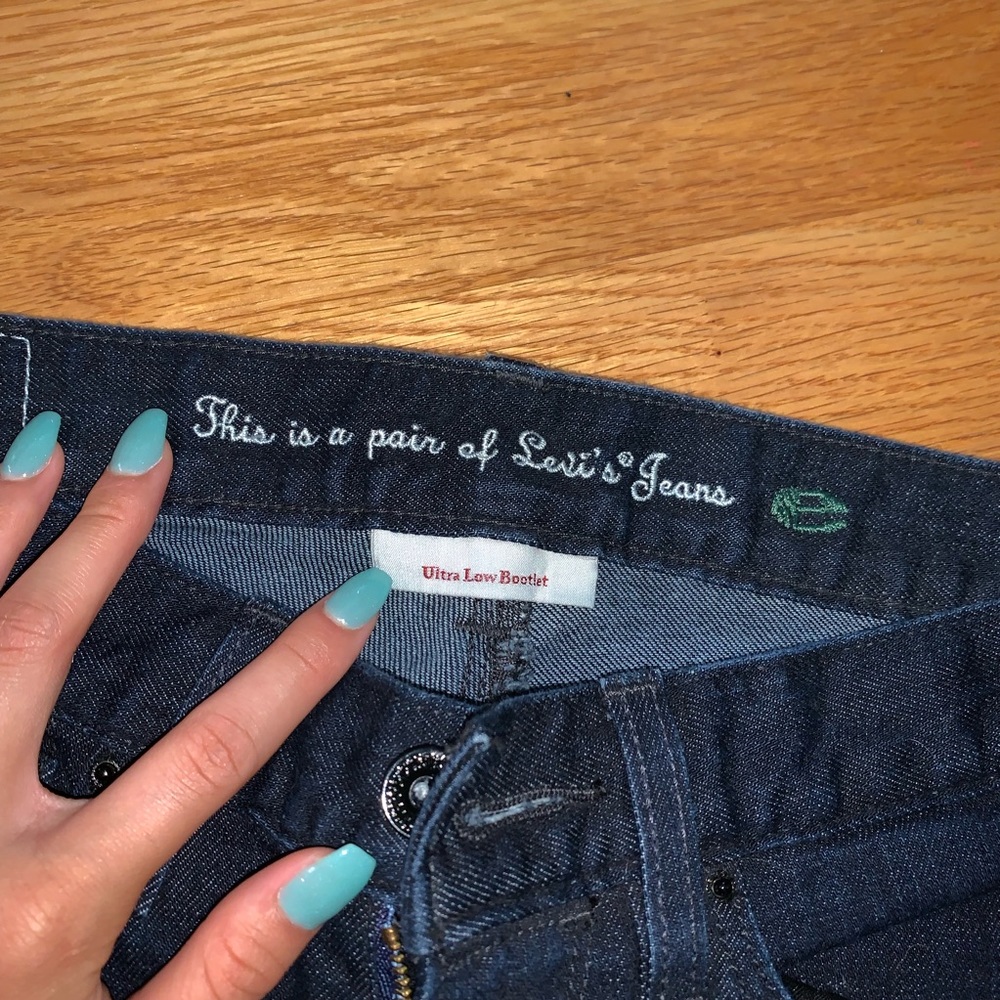 This is a pair of Levi's® Jeans
Ultra Low Bootlet